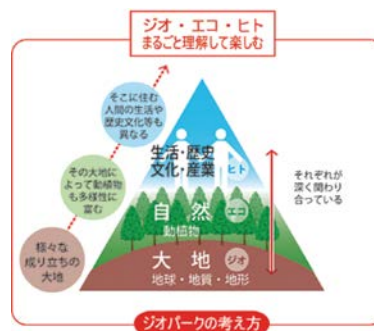 ジオ・エコ・ヒト
まるごと理解して楽しむ
そこに住む
人間の生活や
歴史文化等も
異なる
その大地に
よって動植物
も多様性に
富む
様々な
成り立ちの
大地
生活・歴史
文化・産業
ヒト
自然
エコ
動植物
大地
ジオ
地球・地質・地形
それぞれが
深く関わり
合っている
ジオパークの考え方